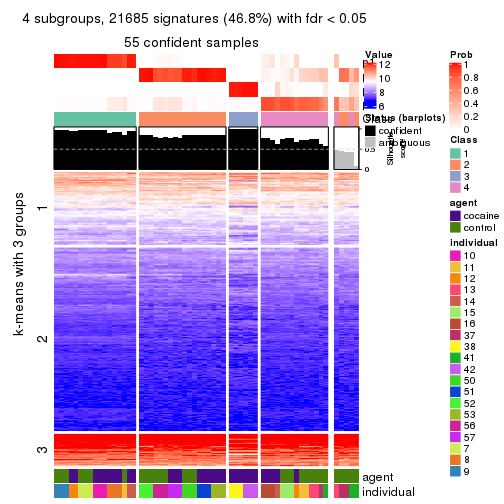 4 subgroups, 21685 signatures (46.8%) with fdr < 0.05
55 confident samples
k-means with 3 groups
1
2
3
Class
Silhouette
score
0.5
0
agent
individual
Value
12
10
8
6
Status (barplots)
confident
ambiguous
Prob
1
0.8
0.6
0.4
0.2
0
Class
1
2
3
4
agent
cocaine
control
individual
10
11
12
13
14
15
16
37
38
41
42
50
51
52
53
56
57
7
8
9